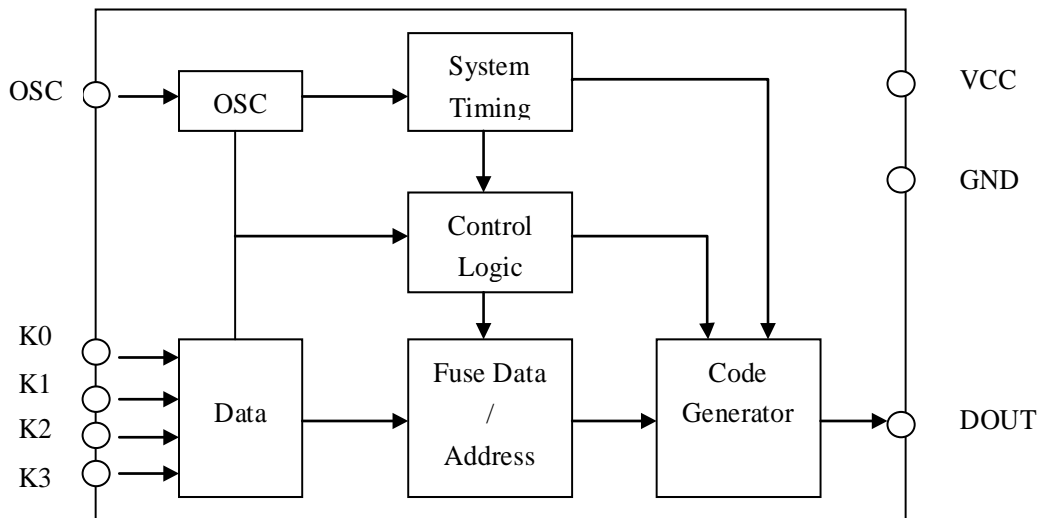 OSC
OSC
System
Timing
VCC
GND
Control
Logic
K0
K1
K2
K3
Data
Fuse Data
/
Address
Code
Generator
DOUT